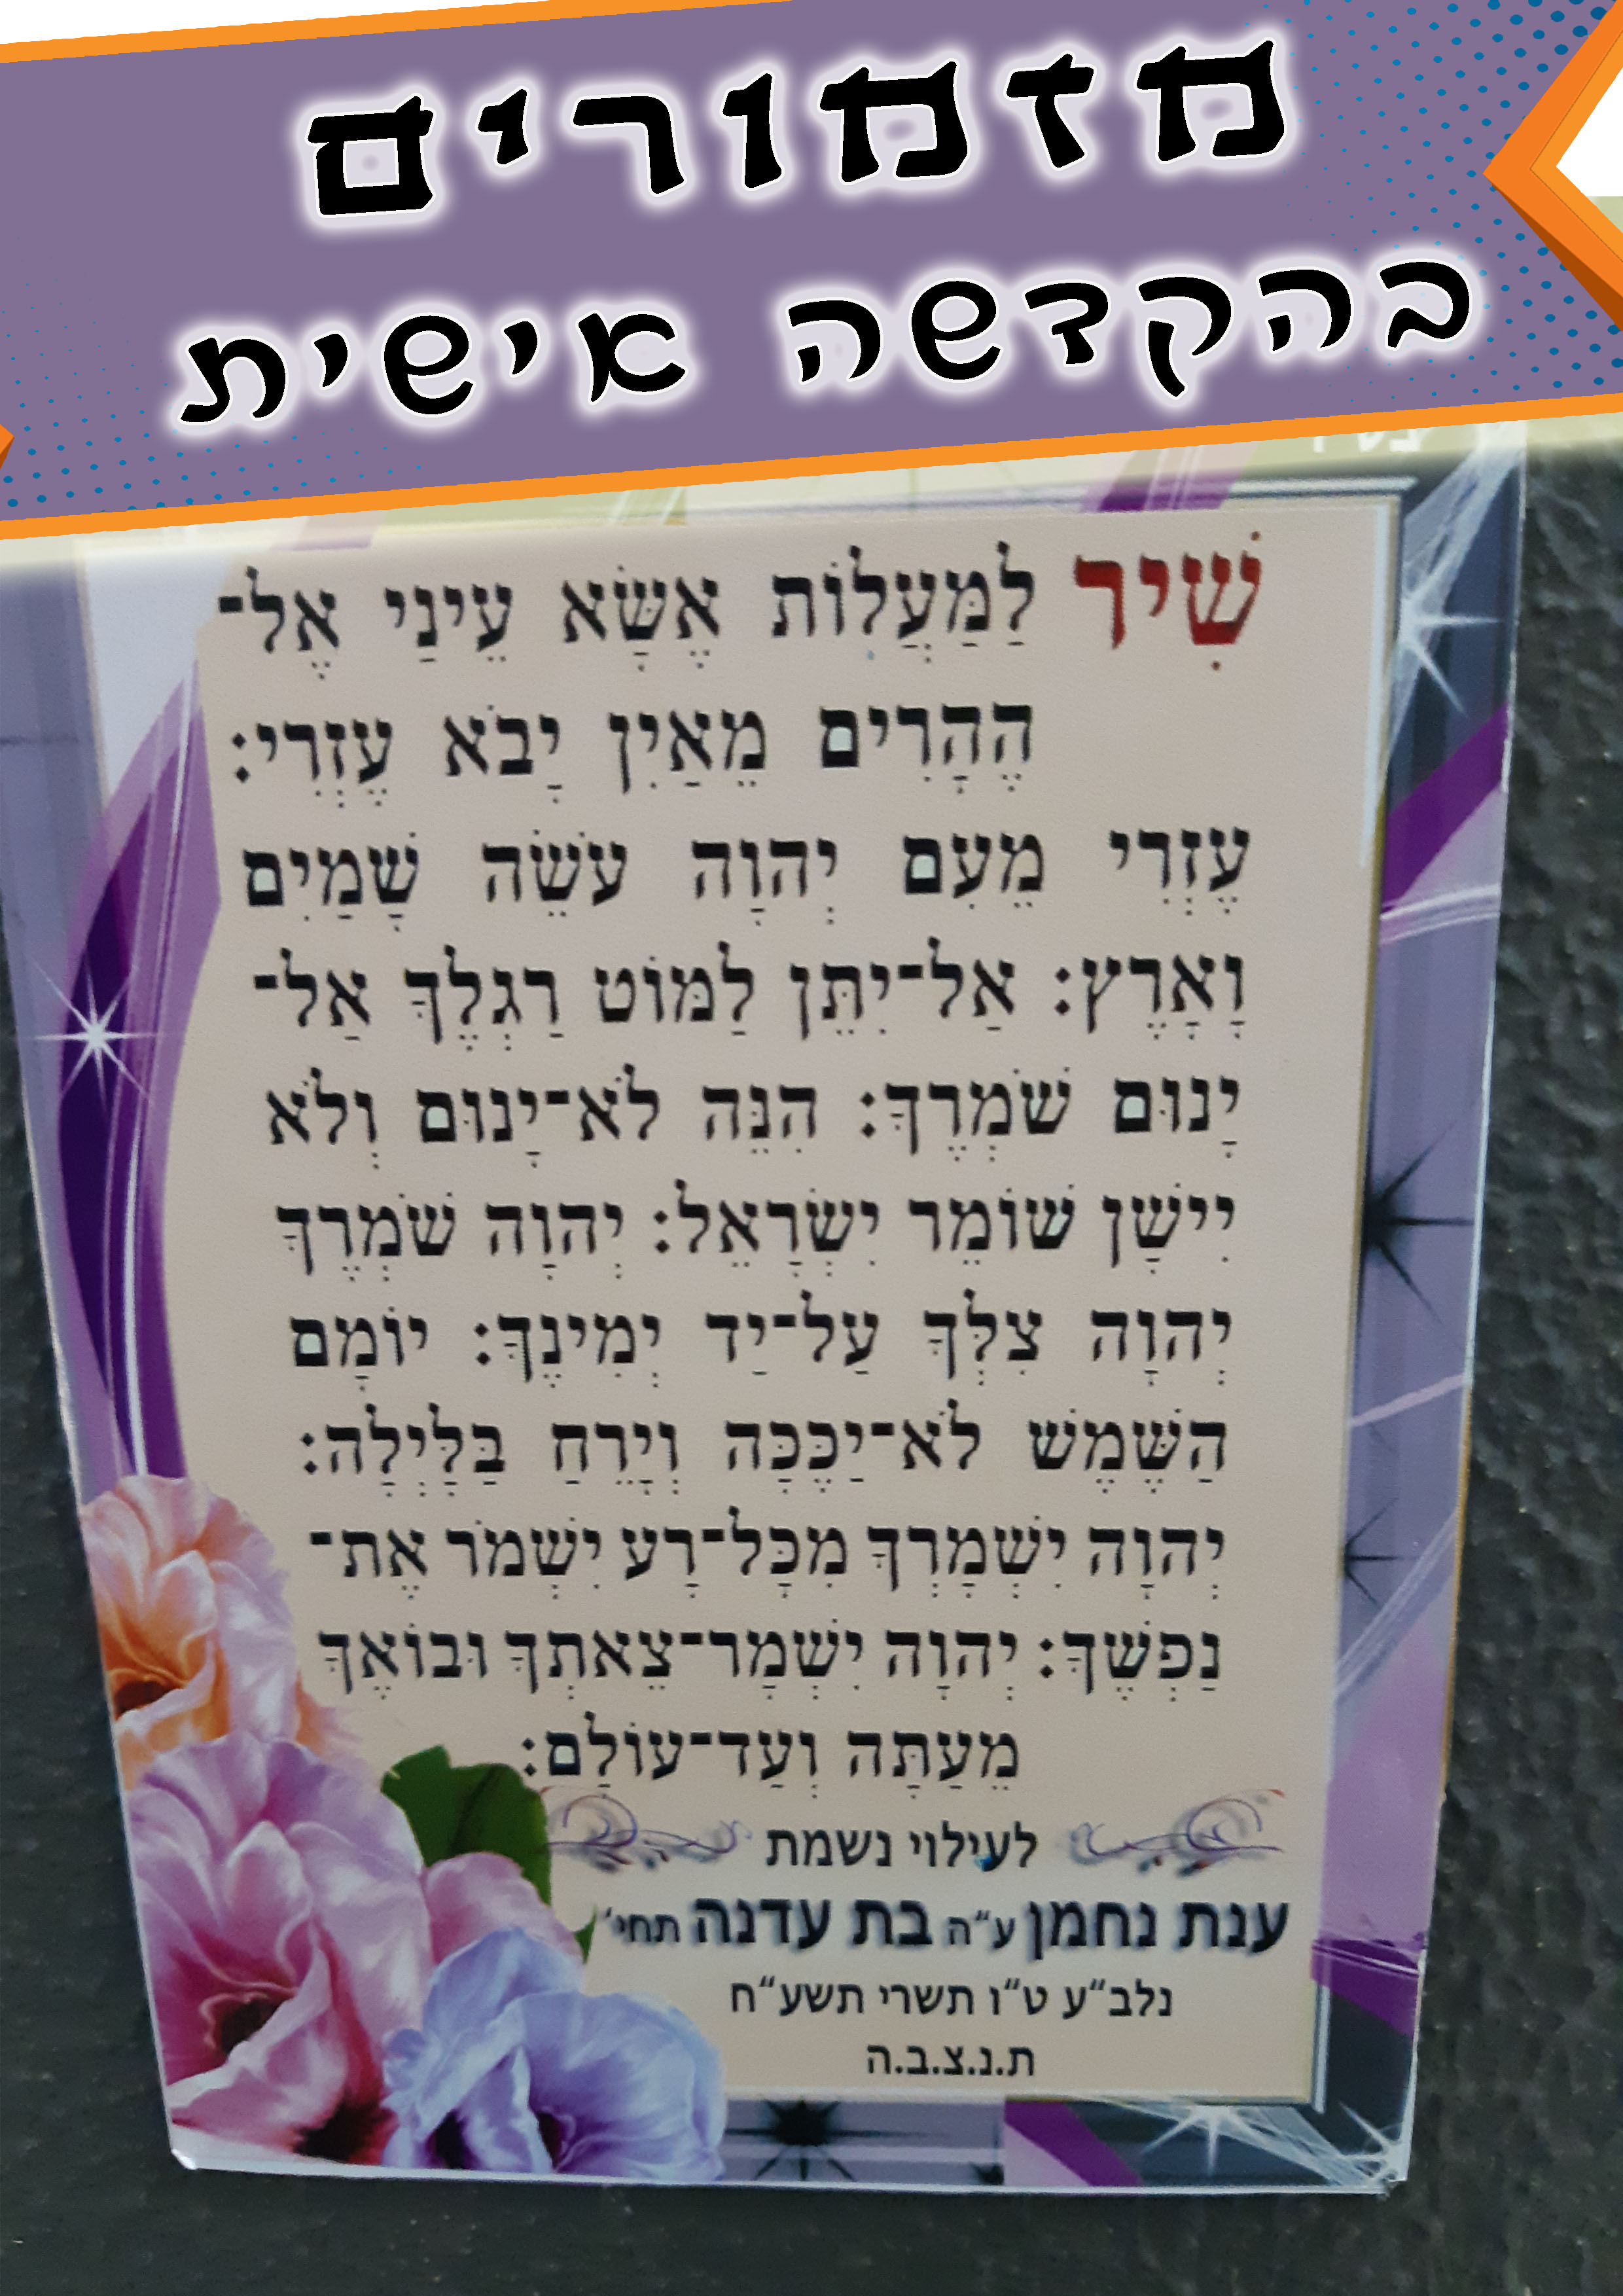 מזמורים
בהקדשה אישית
שִׁיר לַמַּעֲלוֹת אֶשָּׂא עֵינַי אֶל־
הֶהָרִים מֵאַיִן יָבֹא עֶזְרִי:
עֶזְרִי מֵעִם יְהוָה עֹשֵׂה שָׁמַיִם
וָאָרֶץ: אַל־יִתֵּן לַמּוֹט רַגְלֶךָ אַל־
יָנוּם שֹׁמְרֶךָ: הִנֵּה לֹא־יָנוּם וְלֹא
יִישָׁן שׁוֹמֵר יִשְׂרָאֵל: יְהוָה שֹׁמְרֶךָ
יְהוָה צִלְּךָ עַל־יַד יְמִינֶךָ: יוֹמָם
הַשֶּׁמֶשׁ לֹא־יַכֶּכָּה וְיָרֵחַ בַּלָּיְלָה:
יְהוָה יִשְׁמָרְךָ מִכָּל־רָע יִשְׁמֹר אֶת־
נַפְשֶׁךָ: יְהוָה יִשְׁמָר־צֵאתְךָ וּבוֹאֶךָ
מֵעַתָּה וְעַד־עוֹלָם:
לעילוי נשמת
ענת נחמן ע״ה בת עדנה תחי׳
נלב״ע ט״ו תשרי תשע״ח
ת.נ.צ.ב.ה